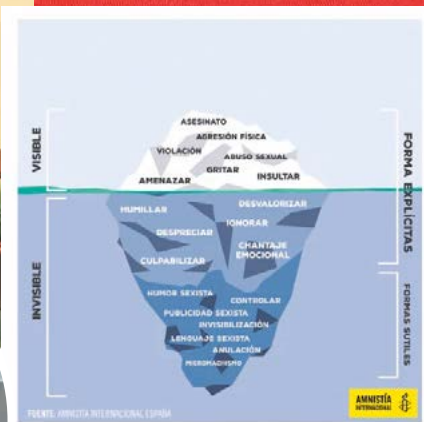 ASESINATO
AGRESIÓN FÍSICA
VIOLACIÓN
ABUSO SEXUAL
GRITAR
AMENAZAR
INSULTAR
VISIBLE
FORMA EXPLÍCITAS
HUMILLAR
DESVALORIZAR
IGNORAR
DESPRECIAR
CHANTAJE
EMOCIONAL
CULPABILIZAR
INVISIBLE
HUMOR SEXISTA
CONTROLAR
PUBLICIDAD SEXISTA
INVISIBILIZACIÓN
LENGUAJE SEXISTA
ANULACIÓN
MICROMACHISMO
FORMAS SUTILES
AMNISTÍA
INTERNACIONAL
FUENTE: AMNISTÍA INTERNACIONAL ESPAÑA